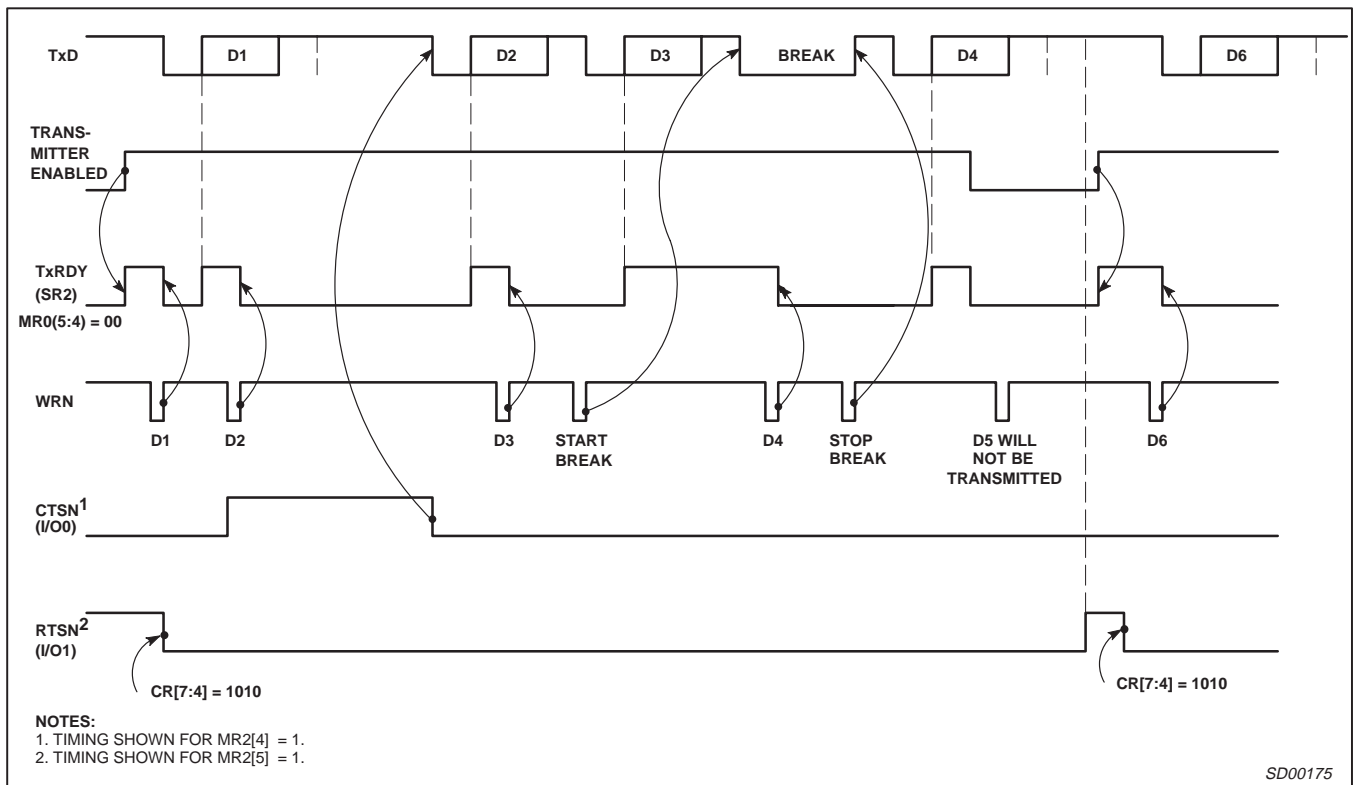 TxD
D1
D2
D3
BREAK
D4
D6
TRANS-
MITTER
ENABLED
TxRDY
(SR2)
MR0(5:4) = 00
WRN
D1
D2
D3
START
BREAK
D4
STOP
BREAK
D5 WILL
NOT BE
TRANSMITTED
D6
CTSN1
(I/O0)
RTSN2
(I/O1)
CR[7:4] = 1010
CR[7:4] = 1010
NOTES:
1. TIMING SHOWN FOR MR2[4] = 1.
2. TIMING SHOWN FOR MR2[5] = 1.
SD00175